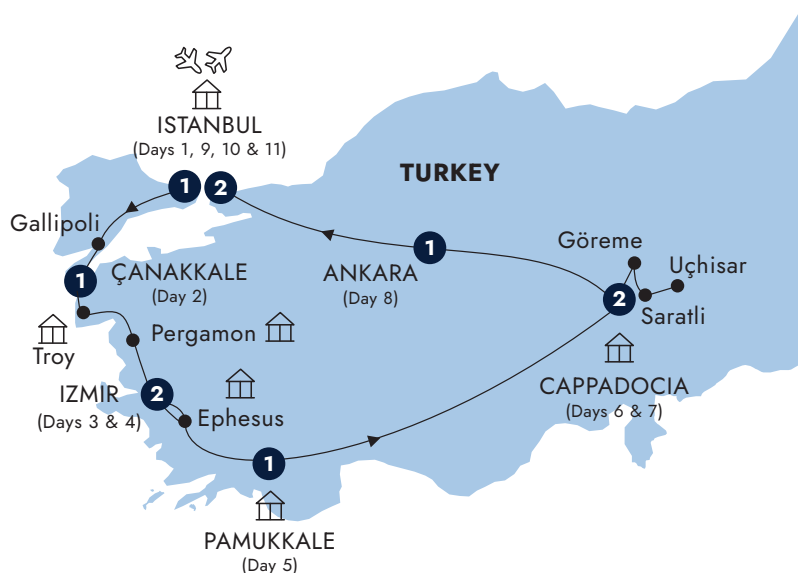 ISTANBUL
(Days 1, 9, 10 & 11)
TURKEY
1
2
Gallipoli
1
ÇANAKKALE
(Day 2)
ANKARA
(Day 8)
1
Göreme
Uçhisar
2
Saratli
Troy
Pergamon
CAPPADOCIA
(Days 6 & 7)
IZMIR
(Days 3 & 4)
2
Ephesus
1
PAMUKKALE
(Day 5)